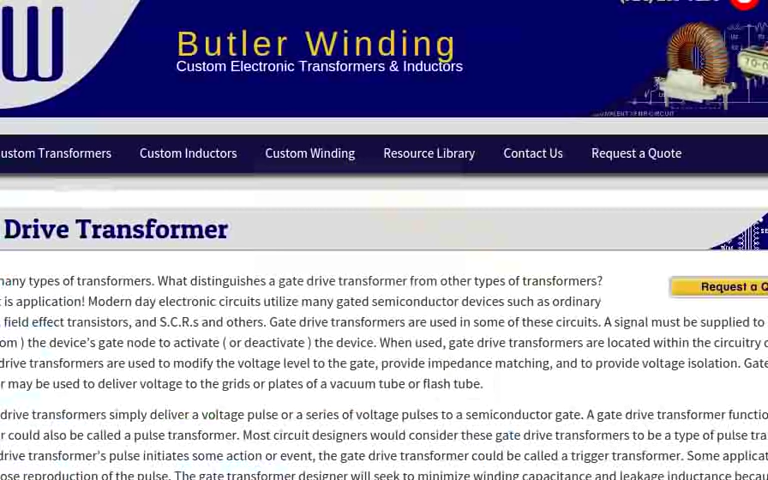 W
Butler Winding
Custom Electronic Transformers & Inductors
ustom Transformers Custom Inductors Custom Winding Resource Library Contact Us Request a Quote
Drive Transformer
many types of transformers. What distinguishes a gate drive transformer from other types of transformers?
Request a Q
t is application! Modern day electronic circuits utilize many gated semiconductor devices such as ordinary
, field effect transistors, and S.C.R.s and others. Gate drive transformers are used in some of these circuits. A signal must be supplied to
om ) the device's gate node to activate ( or deactivate ) the device. When used, gate drive transformers are located within the circuitry
drive transformers are used to modify the voltage level to the gate, provide impedance matching, and to provide voltage isolation. Gate
r may be used to deliver voltage to the grids or plates of a vacuum tube or flash tube.
drive transformers simply deliver a voltage pulse or a series of voltage pulses to a semiconductor gate. A gate drive transformer functio
r could also be called a pulse transformer. Most circuit designers would consider these gate drive transformers to be a type of pulse tra
drive transformer's pulse initiates some action or event, the gate drive transformer could be called a trigger transformer. Some applicat
ose reproduction of the pulse. The gate transformer designer will seek to minimize winding capacitance and leakage inductance becau